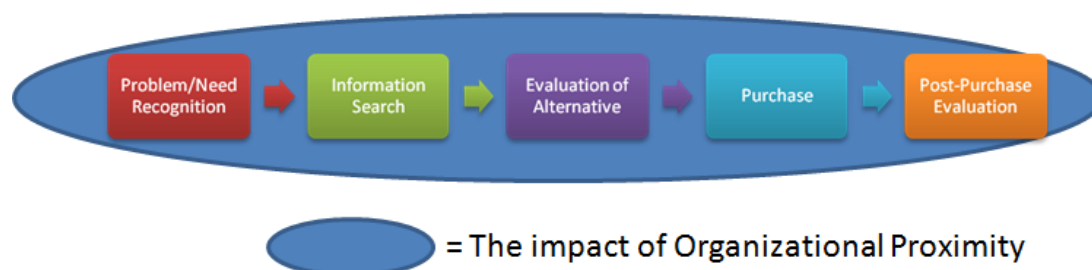 Problem/Need
Recognition
Information
Search
Evaluation of
Alternative
Purchase
Post-Purchase
Evaluation
= The impact of Organizational Proximity